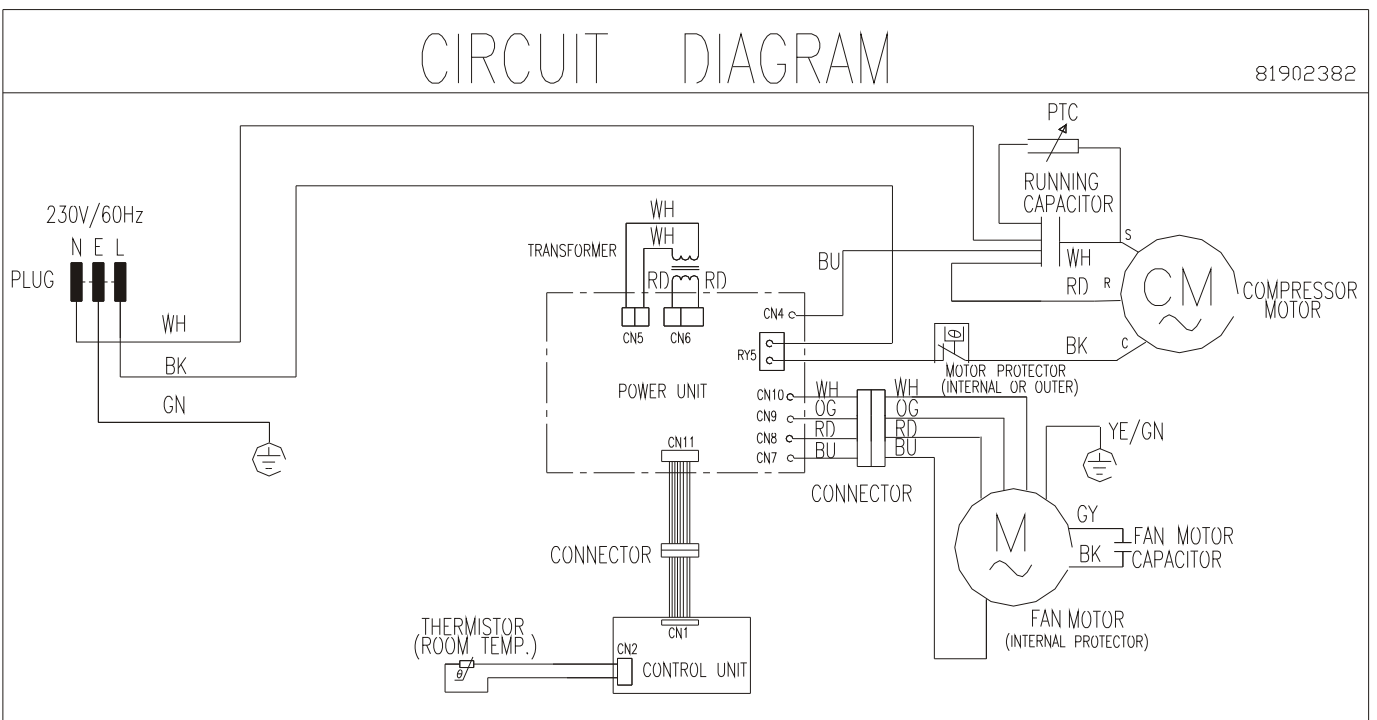 CIRCUIT DIAGRAM
81902382
PTC
RUNNING
CAPACITOR
230V/60Hz
N E L
PLUG
WH
BK
GN
WH
WH
TRANSFORMER
RD RD
CN5 CN6
POWER UNIT
CN4
RY5
BU
S
WH
RD R
CM
COMPRESSOR
MOTOR
BK C
θ
MOTOR PROTECTOR
(INTERNAL OR OUTER)
CN10 WH WH
CN9 OG OG
CN8 RD RD
CN7 BU BU
CONNECTOR
YE/GN
CN11
CONNECTOR
M
GY
BK
FAN MOTOR
CAPACITOR
FAN MOTOR
(INTERNAL PROTECTOR)
THERMISTOR
(ROOM TEMP.)
θ
CN1
CN2
CONTROL UNIT